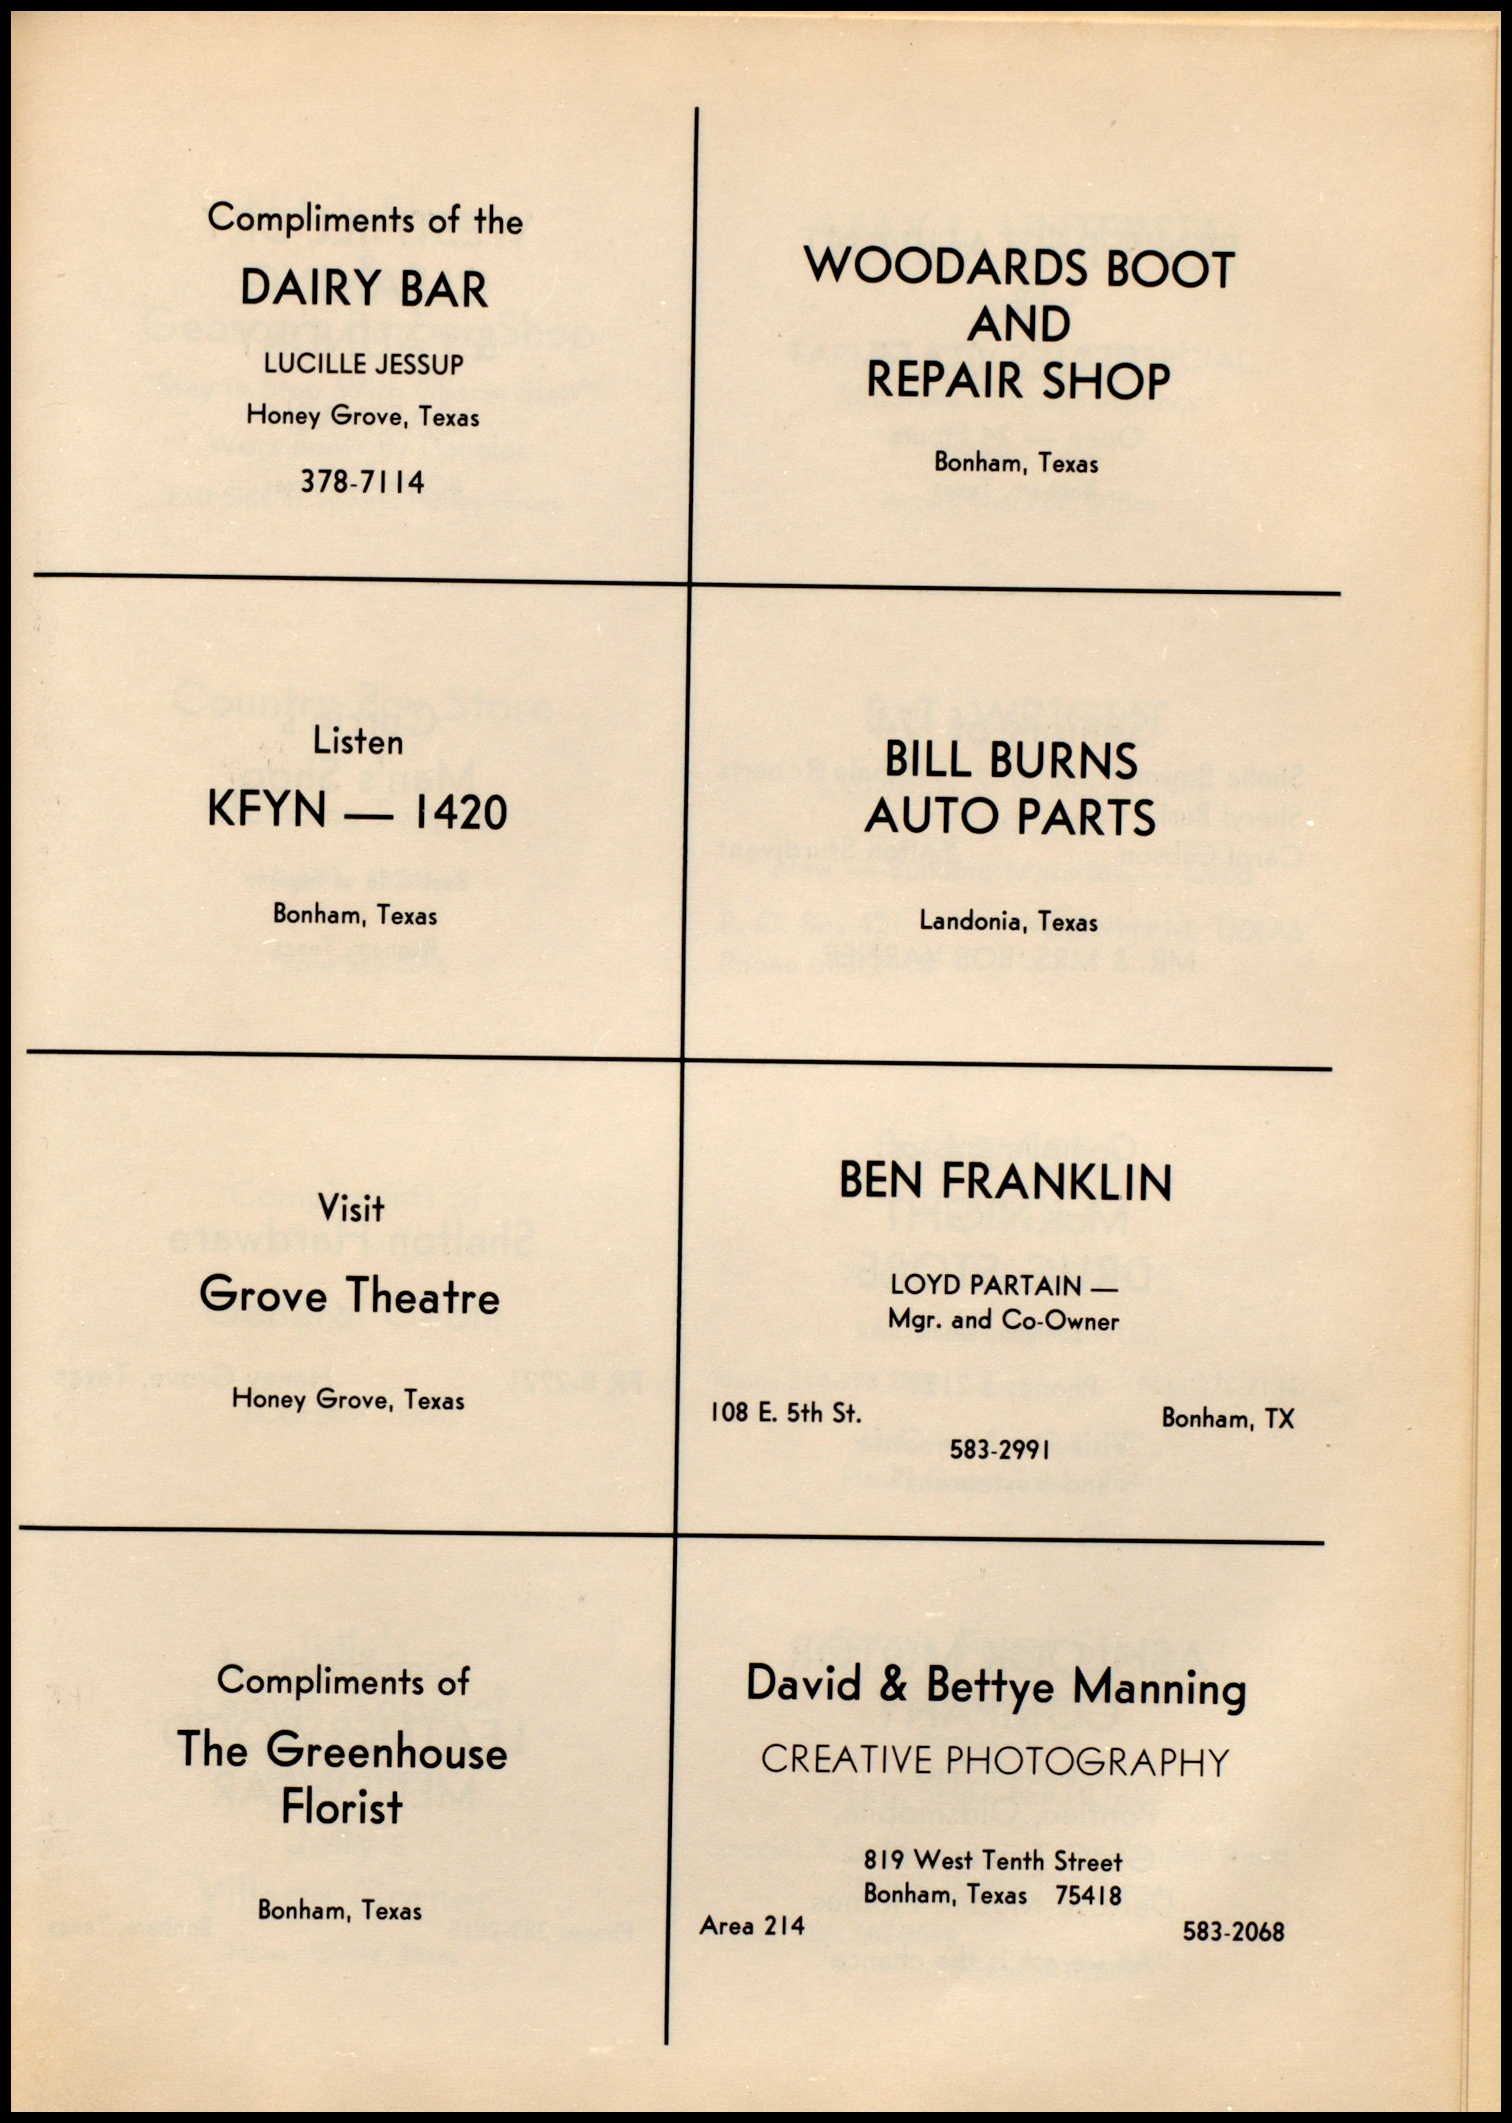 Compliments of the
DAIRY BAR
LUCILLE JESSUP
Honey Grove, Texas
378-7114
WOODARDS BOOT
AND
REPAIR SHOP
Bonham, Texas
Listen
KFYN — 1420
Bonham, Texas
BILL BURNS
AUTO PARTS
Landonia, Texas
Visit
Grove Theatre
Honey Grove, Texas
BEN FRANKLIN
LOYD PARTAIN —
Mgr. and Co-Owner
108 E. 5th St. Bonham, TX
583-2991
Compliments of
The Greenhouse
Florist
Bonham, Texas
David & Bettye Manning
CREATIVE PHOTOGRAPHY
819 West Tenth Street
Bonham, Texas 75418
Area 214 583-2068